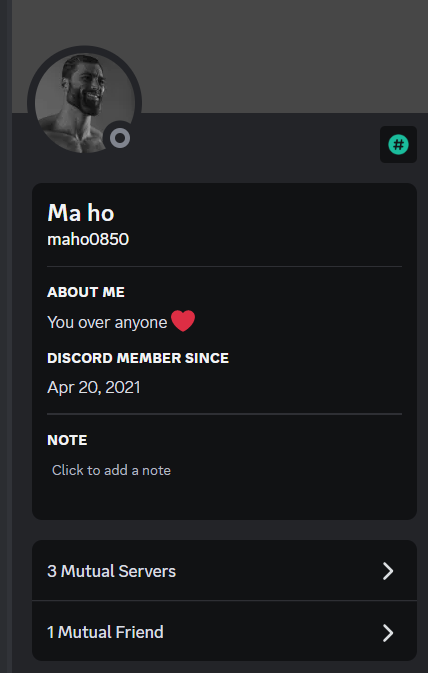 #
Ma ho
maho0850
ABOUT ME
You over anyone ❤️
DISCORD MEMBER SINCE
Apr 20, 2021
NOTE
Click to add a note
3 Mutual Servers
1 Mutual Friend